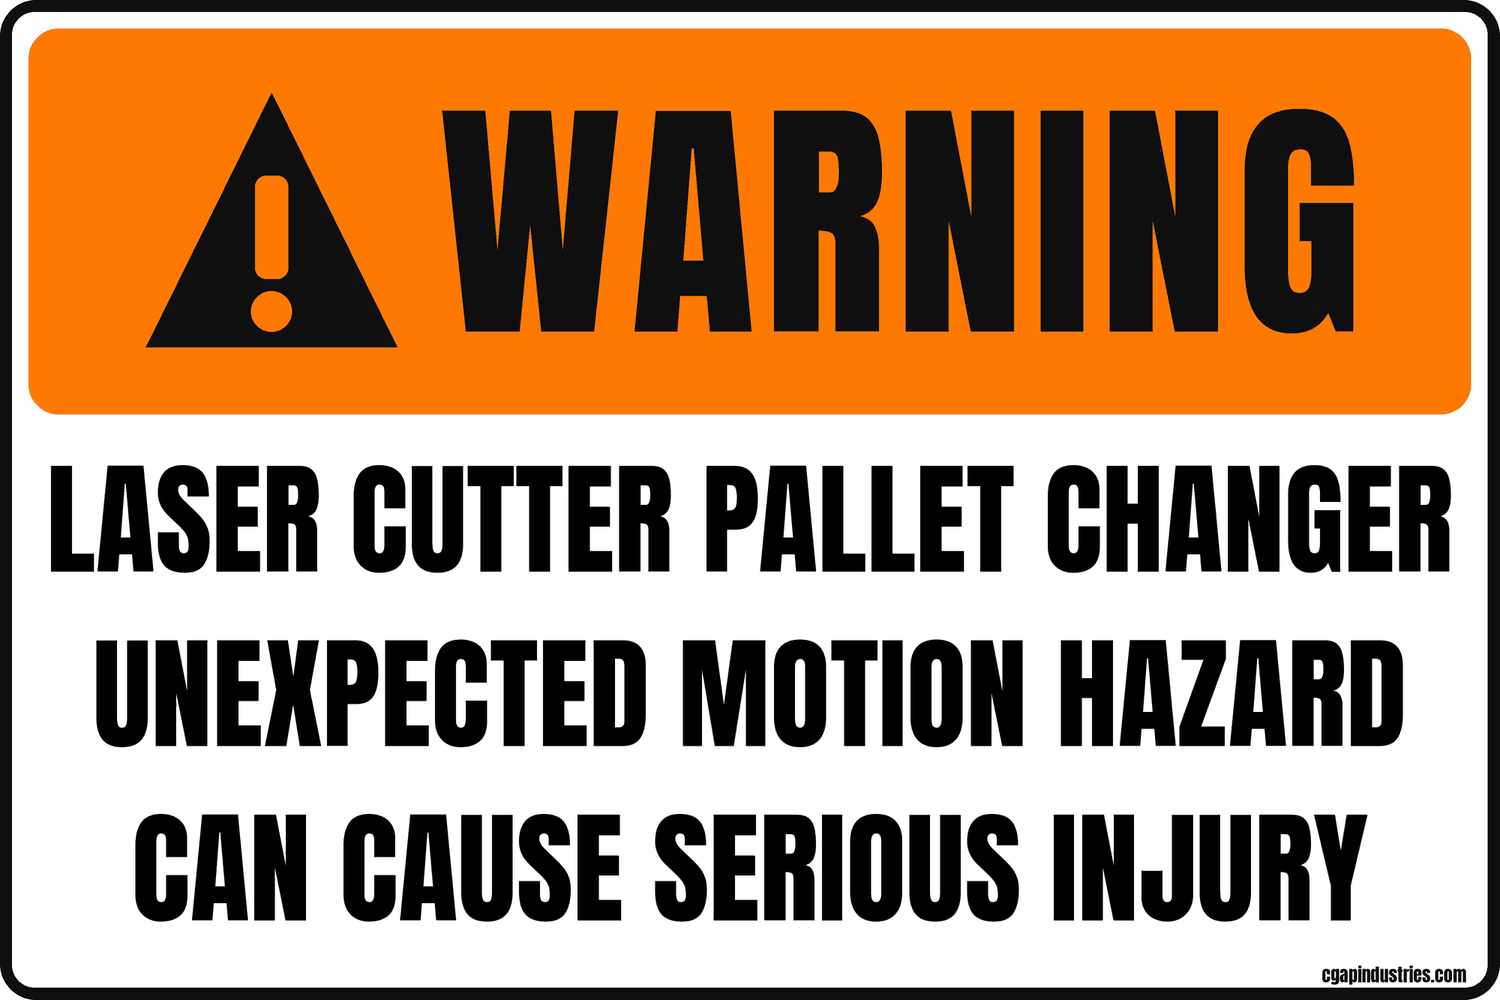 WARNING
LASER CUTTER PALLET CHANGER
UNEXPECTED MOTION HAZARD
CAN CAUSE SERIOUS INJURY
cgapindustries.com